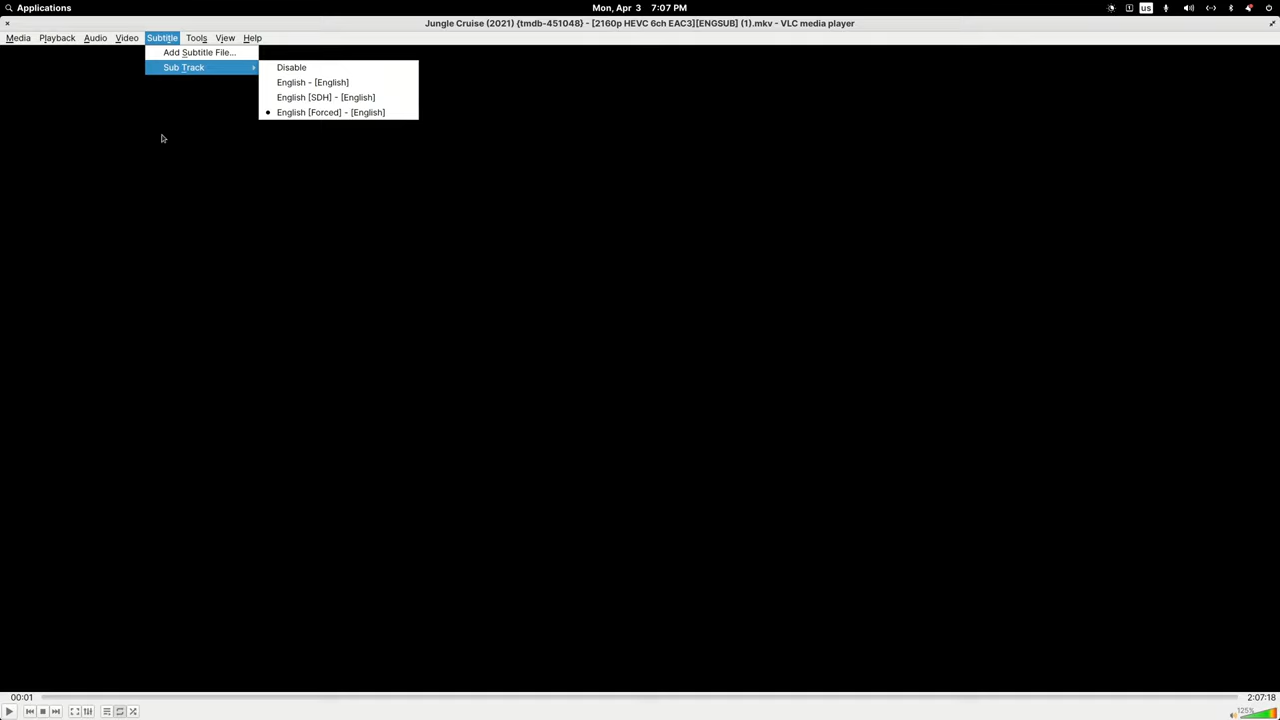 Applications
Mon, Apr 3 7:07 PM
us
Jungle Cruise (2021) {tmdb-451048} - [2160p HEVC 6ch EAC3][ENGSUB] (1).mkv - VLC media player
Media Playback Audio Video Subtitle Tools View Help
Add Subtitle File...
Sub Track
Disable
English - [English]
English [SDH] - [English]
English [Forced] - [English]
00:01
2:07:18
125%